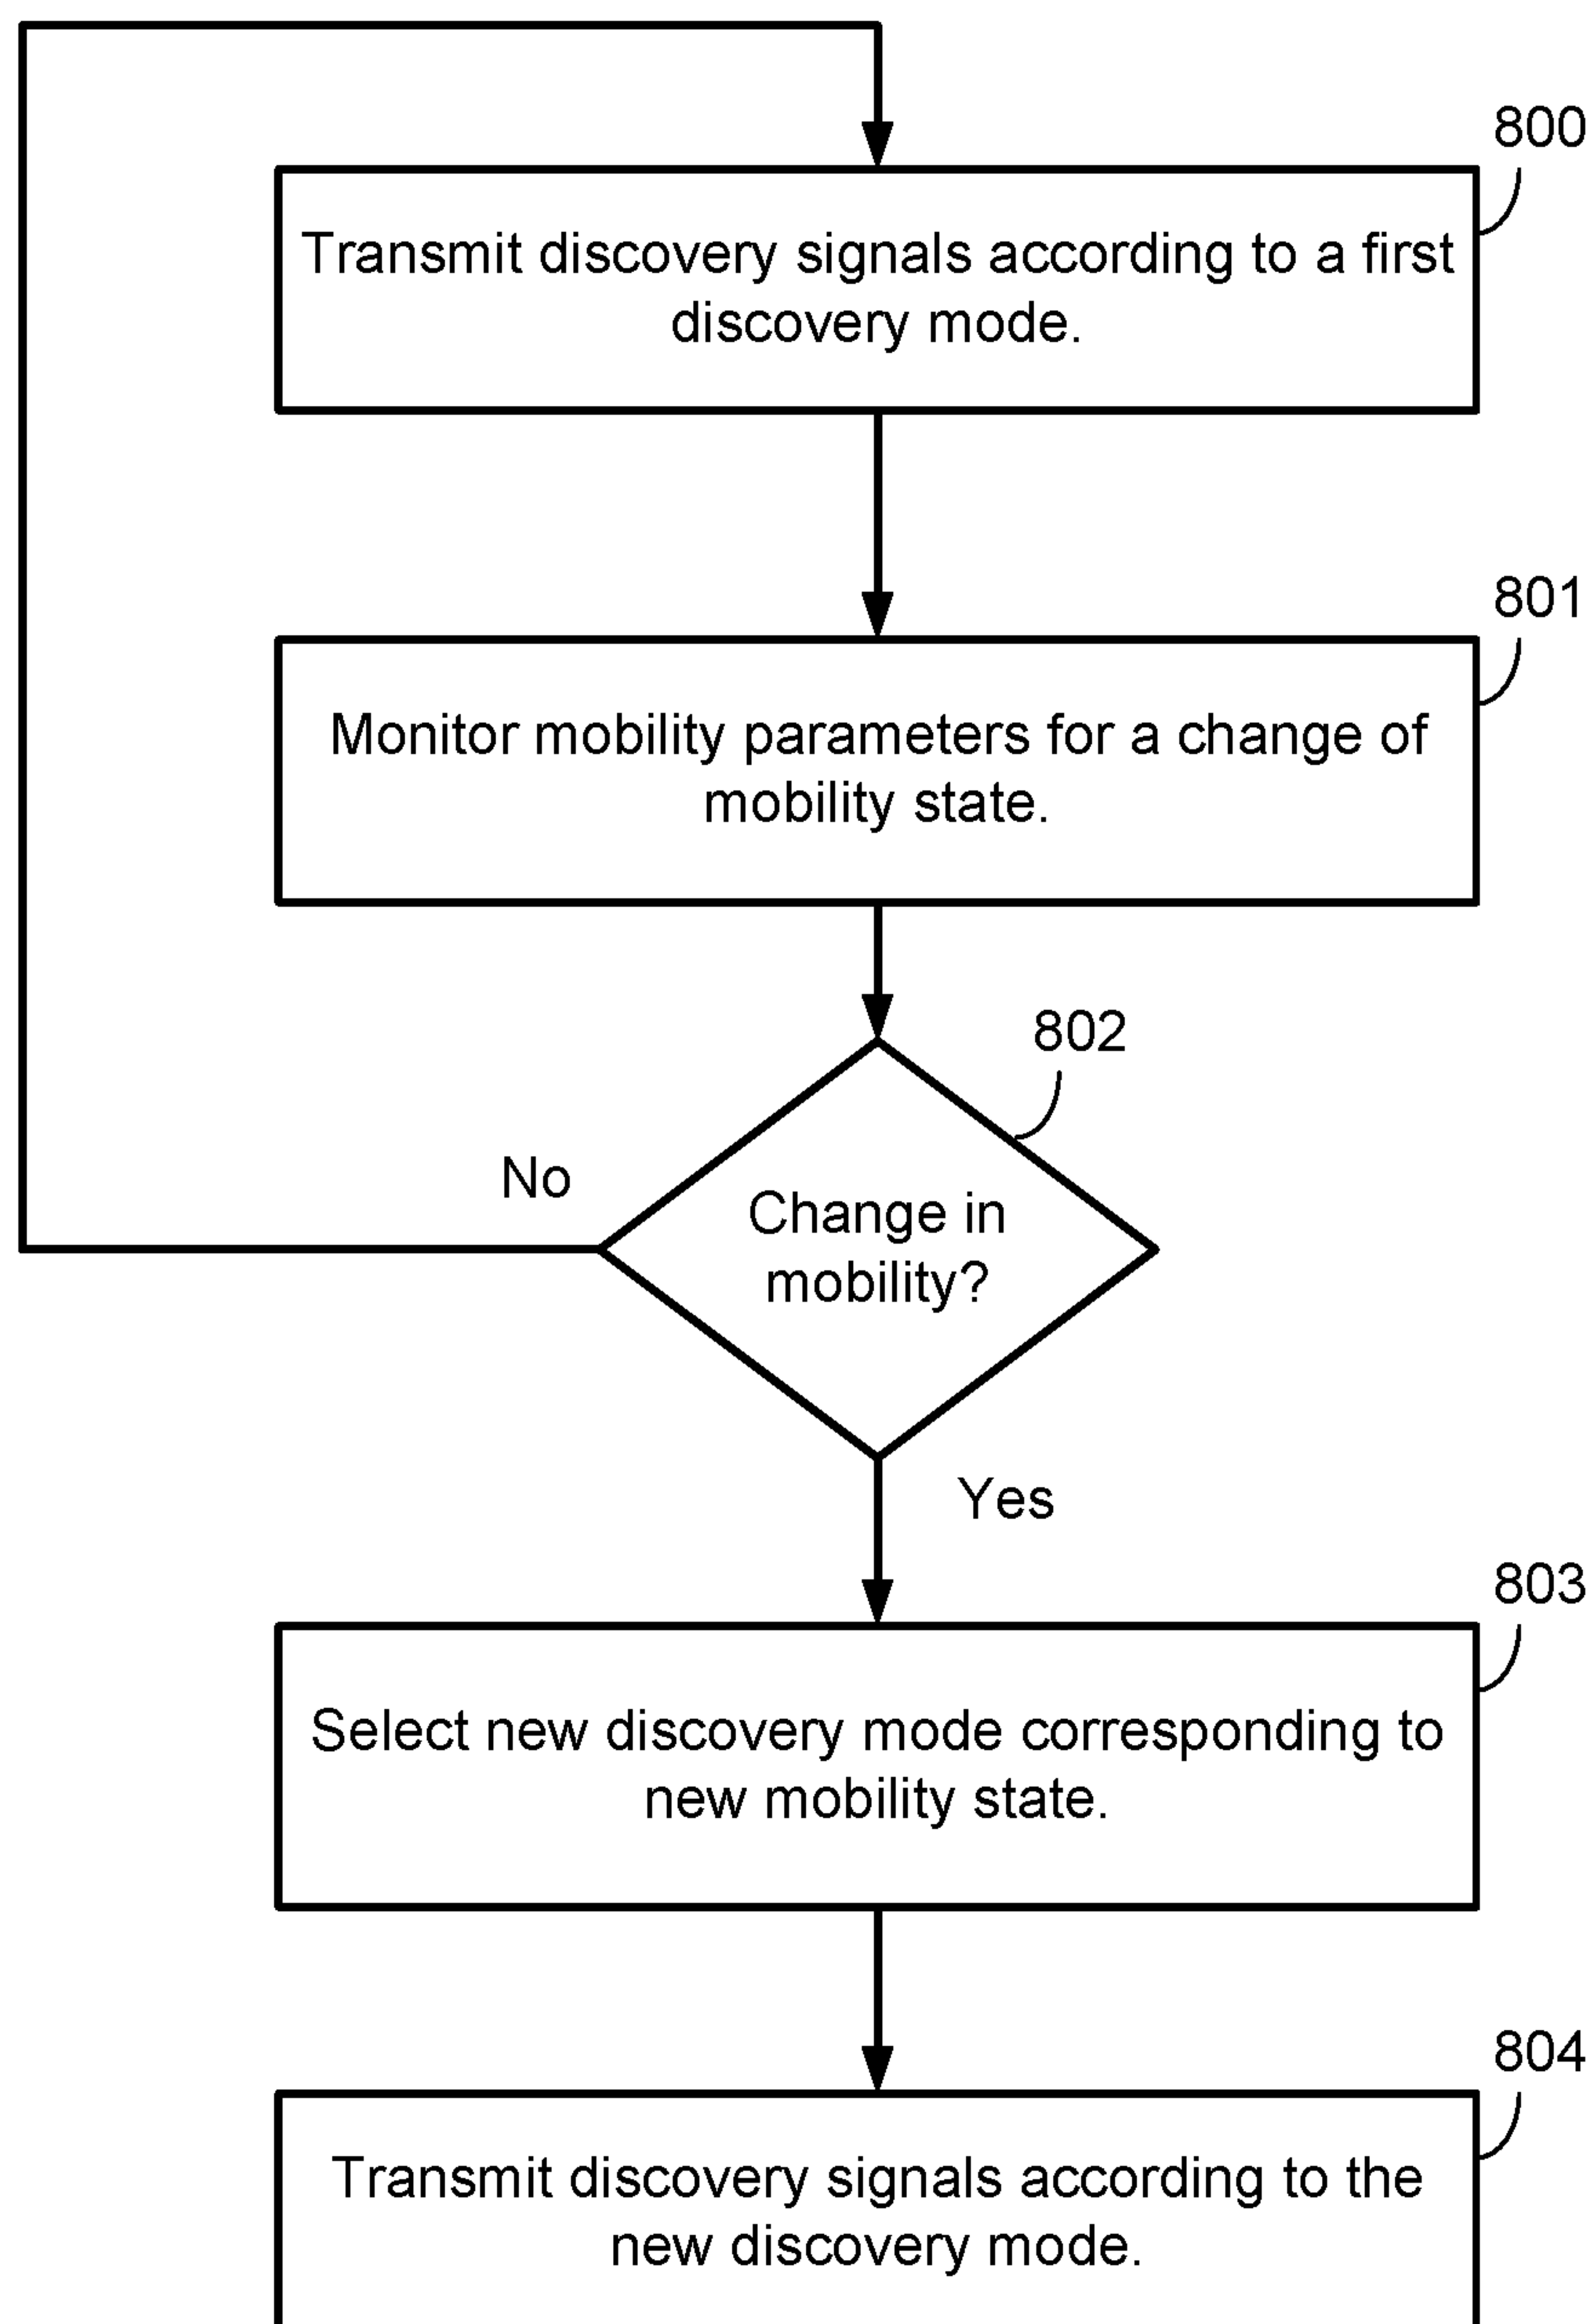 800
Transmit discovery signals according to a first
discovery mode.
801
Monitor mobility parameters for a change of
mobility state.
802
No
Change in
mobility?
Yes
803
Select new discovery mode corresponding to
new mobility state.
804
Transmit discovery signals according to the
new discovery mode.